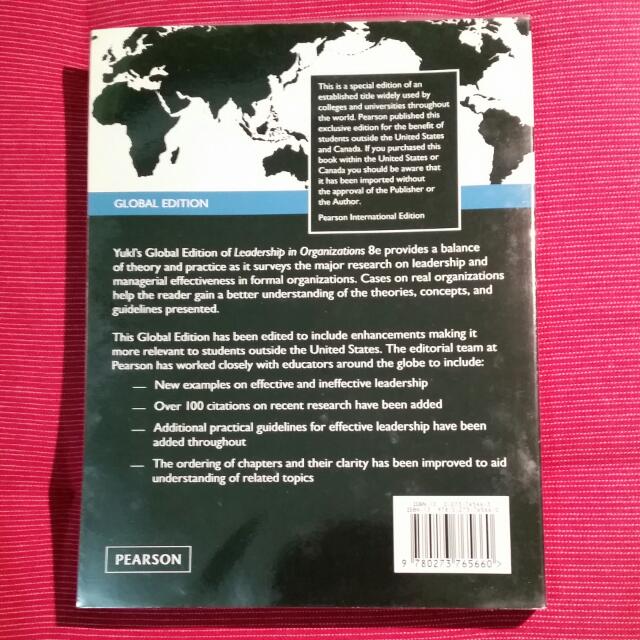 This is a special edition of an
established title widely used by
colleges and universities throughout
the world. Pearson published this
exclusive edition for the benefit of
students outside the United States
and Canada. If you purchased this
book within the United States or
Canada you should be aware that
it has been imported without
the approval of the Publisher or
the Author.
Pearson International Edition
GLOBAL EDITION
Yukl's Global Edition of Leadership in Organizations 8e provides a balance
of theory and practice as it surveys the major research on leadership and
managerial effectiveness in formal organizations. Cases on real organizations
help the reader gain a better understanding of the theories, concepts, and
guidelines presented.
This Global Edition has been edited to include enhancements making it
more relevant to students outside the United States. The editorial team at
Pearson has worked closely with educators around the globe to include:
— New examples on effective and ineffective leadership
— Over 100 citations on recent research have been added
— Additional practical guidelines for effective leadership have been
added throughout
— The ordering of chapters and their clarity has been improved to aid
understanding of related topics
PEARSON
9 780273 765660 >